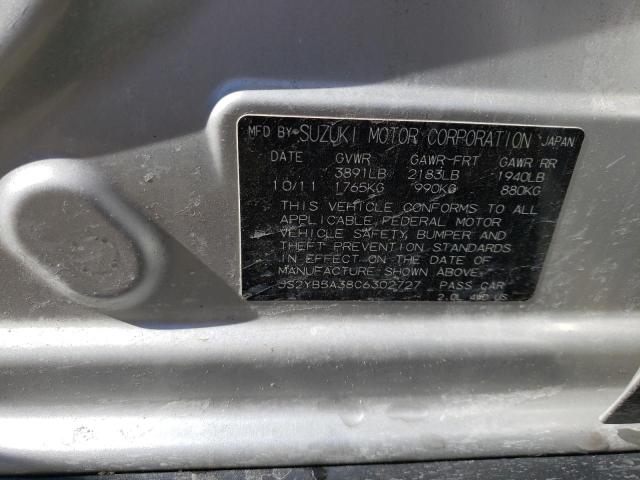 MFD BY SUZUKI MOTOR CORPORATION JAPAN
DATE GVWR GAWR-FRT GAWR RR
3891LB 2183LB 1940LB
10/11 1765KG 990KG 880KG
THIS VEHICLE CONFORMS TO ALL
APPLICABLE FEDERAL MOTOR
VEHICLE SAFETY, BUMPER AND
THEFT PREVENTION STANDARDS
IN EFFECT ON THE DATE OF
MANUFACTURE SHOWN ABOVE.
JS2YB5A38C6302727 PASS CAR
2.0L 4WD US